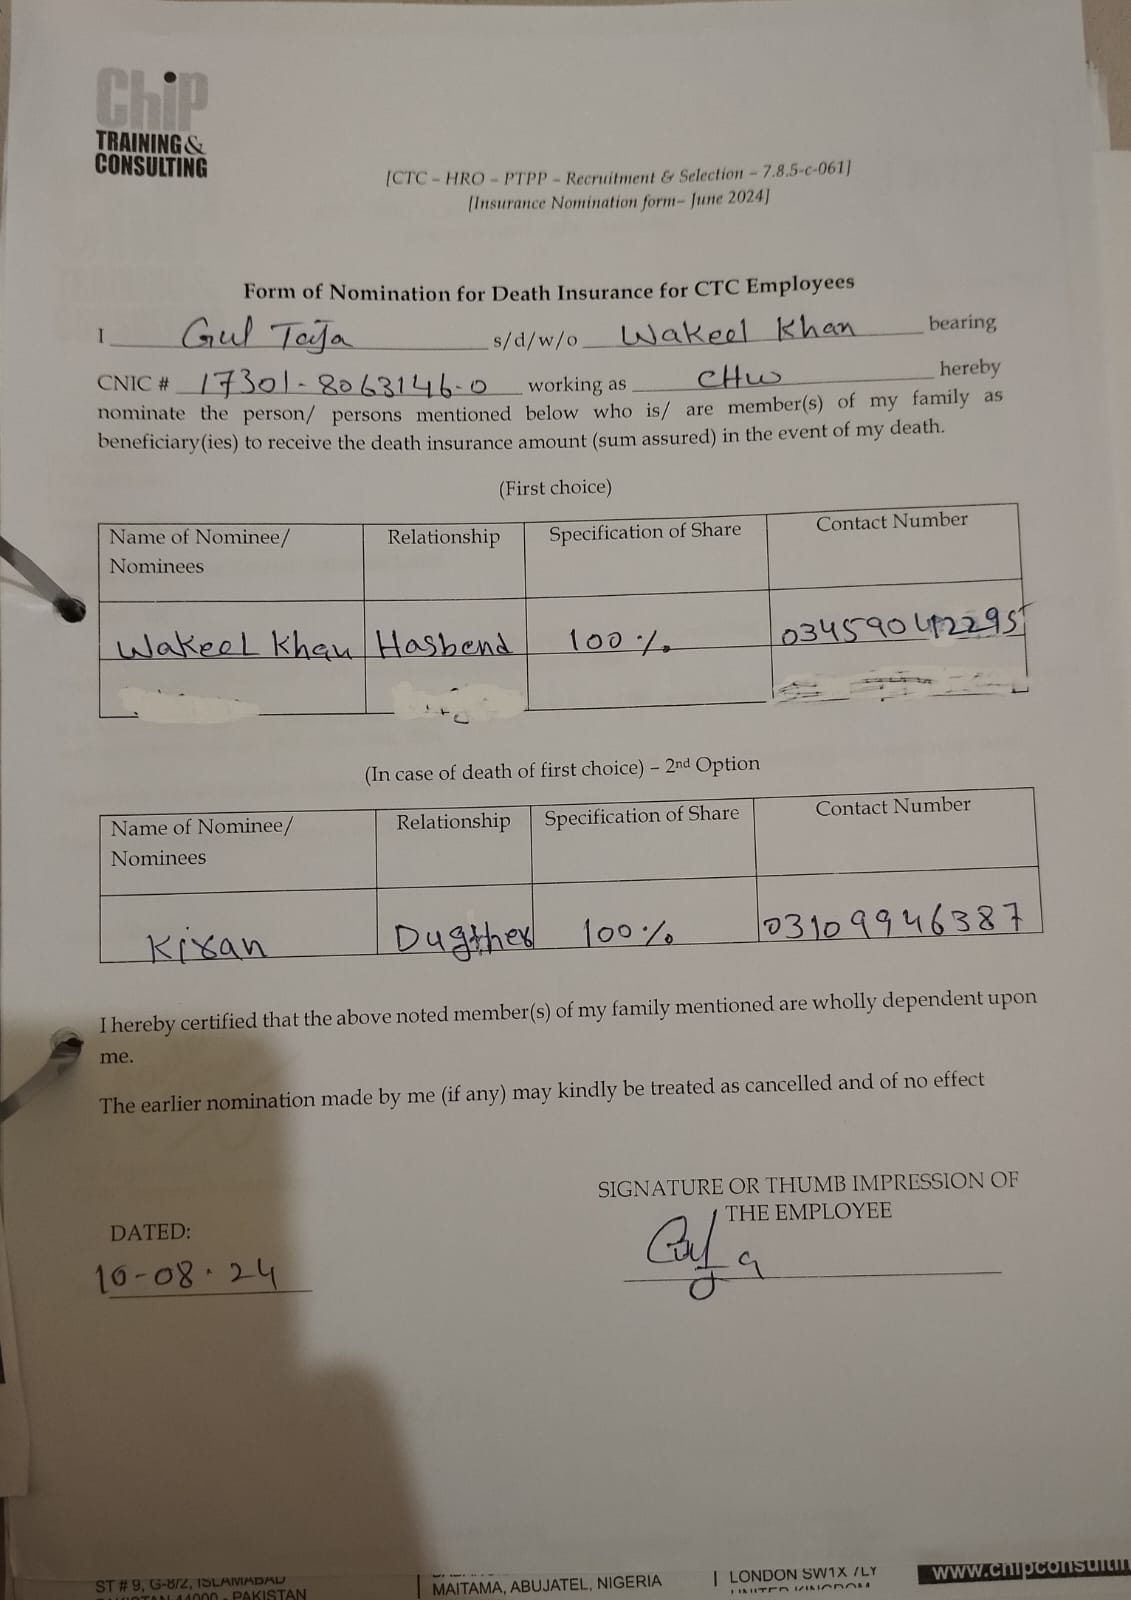 Chip
TRAINING &
CONSULTING
[CTC – HRO – PTPP – Recruitment & Selection – 7.8.5-c-061]
[Insurance Nomination form– June 2024]
Form of Nomination for Death Insurance for CTC Employees
I Gul Taja s/d/w/o Wakeel Khan bearing
CNIC # 17301-8063146-0 working as CHW hereby
nominate the person/ persons mentioned below who is/ are member(s) of my family as
beneficiary(ies) to receive the death insurance amount (sum assured) in the event of my death.
(First choice)
Name of Nominee/ Relationship Specification of Share Contact Number
Nominees
Wakeel Khan Hasbend 100%
(In case of death of first choice) – 2nd Option
Name of Nominee/ Relationship Specification of Share Contact Number
Nominees
Kiran Dugther 100% 03109946387
I hereby certified that the above noted member(s) of my family mentioned are wholly dependent upon
me.
The earlier nomination made by me (if any) may kindly be treated as cancelled and of no effect
SIGNATURE OR THUMB IMPRESSION OF
THE EMPLOYEE
DATED:
10-08.24
ST # 9, G-8/2, ISLAMABAD
PAKISTAN
MAITAMA, ABUJATEL, NIGERIA
LONDON SW1X 7LY
UNITED KINGDOM
www.chipconsultin